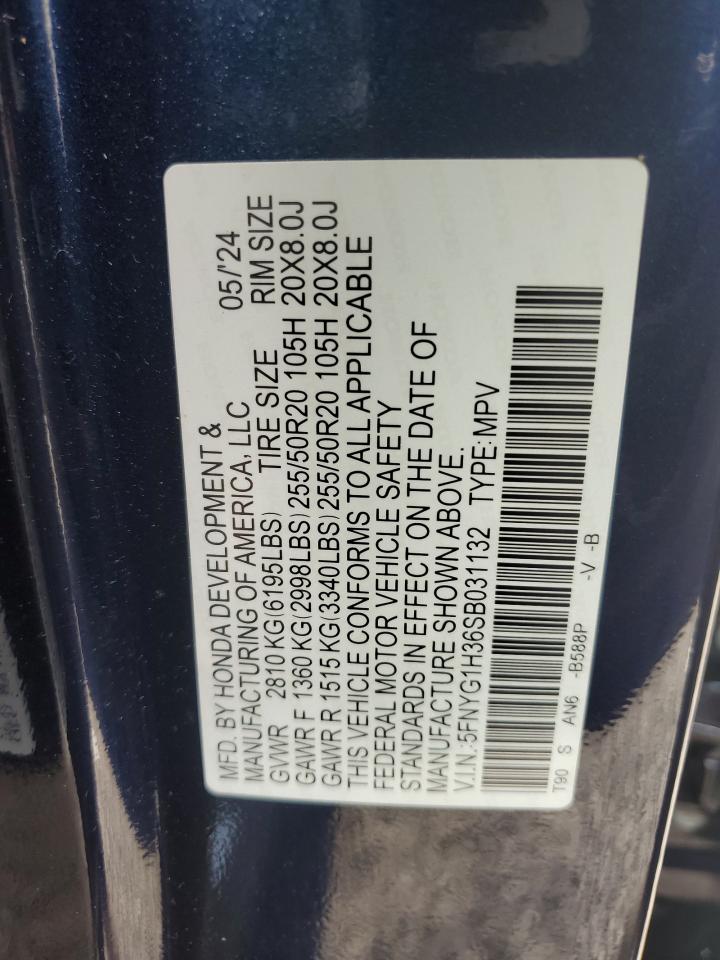 MFD. BY HONDA DEVELOPMENT &
MANUFACTURING OF AMERICA, LLC 05/'24
GVWR 2810 KG(6195LBS) TIRE SIZE RIM SIZE
GAWR F 1360 KG(2998LBS) 255/50R20 105H 20X8.0J
GAWR R 1515 KG(3340LBS) 255/50R20 105H 20X8.0J
THIS VEHICLE CONFORMS TO ALL APPLICABLE
FEDERAL MOTOR VEHICLE SAFETY
STANDARDS IN EFFECT ON THE DATE OF
MANUFACTURE SHOWN ABOVE.
V.I.N.:5FNYG1H36SB031132 TYPE: MPV
T90 S AN6 -B588P -V -B